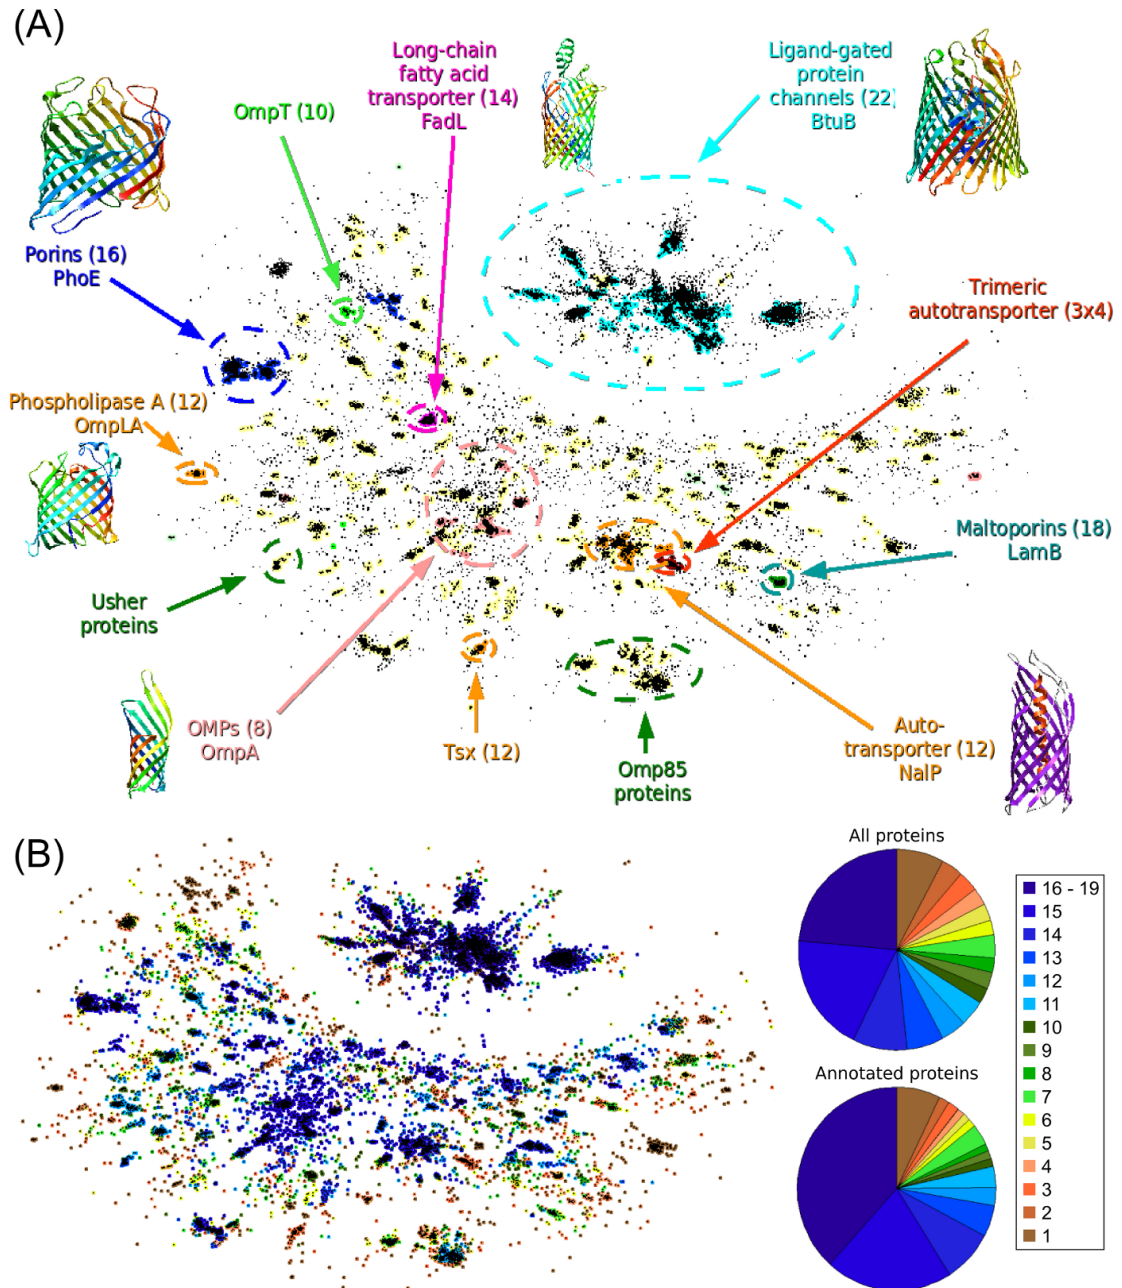 (A)
Long-chain
fatty acid
transporter (14)
FadL
Ligand-gated
protein
channels (22)
BtuB
OmpT (10)
Porins (16)
PhoE
Trimeric
autotransporter (3x4)
Phospholipase A (12)
OmpLA
Maltoporins (18)
LamB
Usher
proteins
OMPs (8)
OmpA
Tsx (12)
Omp85
proteins
Auto-
transporter (12)
NalP
(B)
All proteins
Annotated proteins
16 - 19
15
14
13
12
11
10
9
8
7
6
5
4
3
2
1